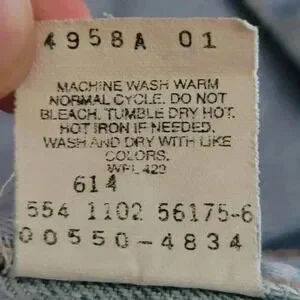 4958A 01
MACHINE WASH WARM
NORMAL CYCLE. DO NOT
BLEACH. TUMBLE DRY HOT.
HOT IRON IF NEEDED.
WASH AND DRY WITH LIKE
COLORS.
WPL 423
614
554 1102 56175-6
00550-4834